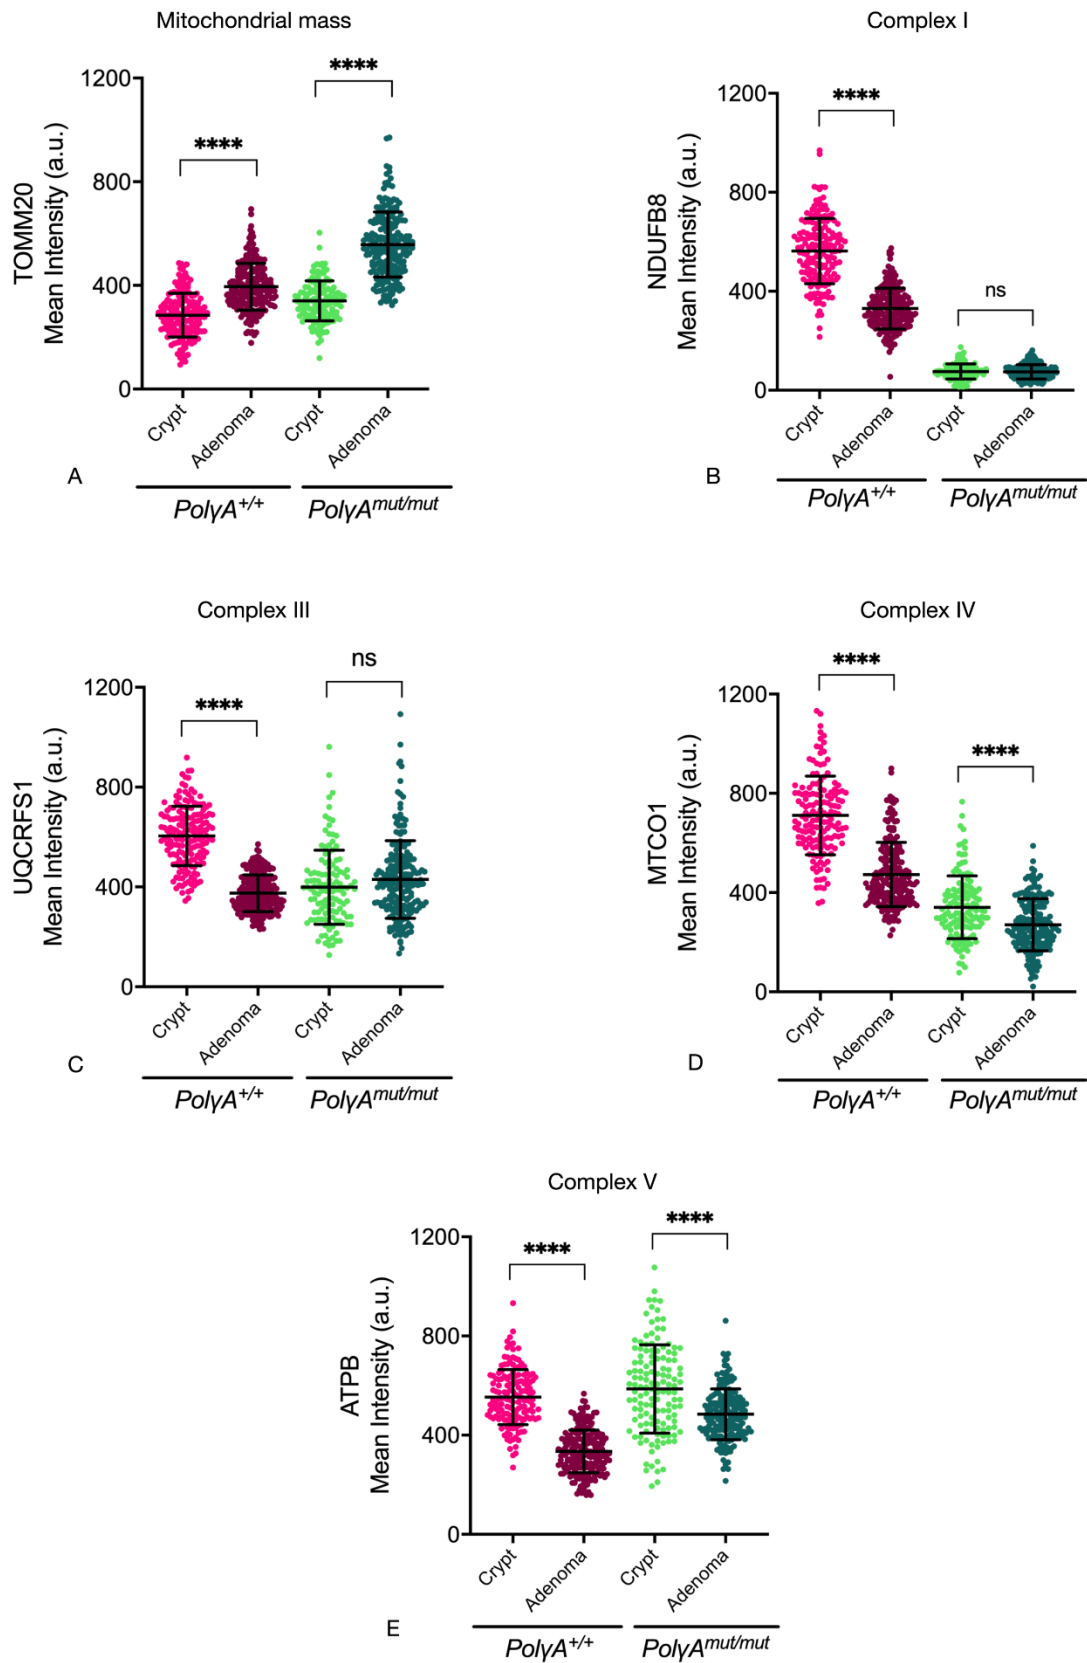 Mitochondrial mass
TOMM20
Mean Intensity (a.u.)
1200
800
400
0
****
****
Crypt
Adenoma
Crypt
Adenoma
A
PolγA+/+
PolγAmut/mut
Complex I
NDUFB8
Mean Intensity (a.u.)
1200
800
400
0
****
ns
Crypt
Adenoma
Crypt
Adenoma
B
PolγA+/+
PolγAmut/mut
Complex III
UQCRFS1
Mean Intensity (a.u.)
1200
800
400
0
****
ns
Crypt
Adenoma
Crypt
Adenoma
C
PolγA+/+
PolγAmut/mut
Complex IV
MTCO1
Mean Intensity (a.u.)
1200
800
400
0
****
****
Crypt
Adenoma
Crypt
Adenoma
D
PolγA+/+
PolγAmut/mut
Complex V
ATPB
Mean Intensity (a.u.)
1200
800
400
0
****
****
Crypt
Adenoma
Crypt
Adenoma
E
PolγA+/+
PolγAmut/mut